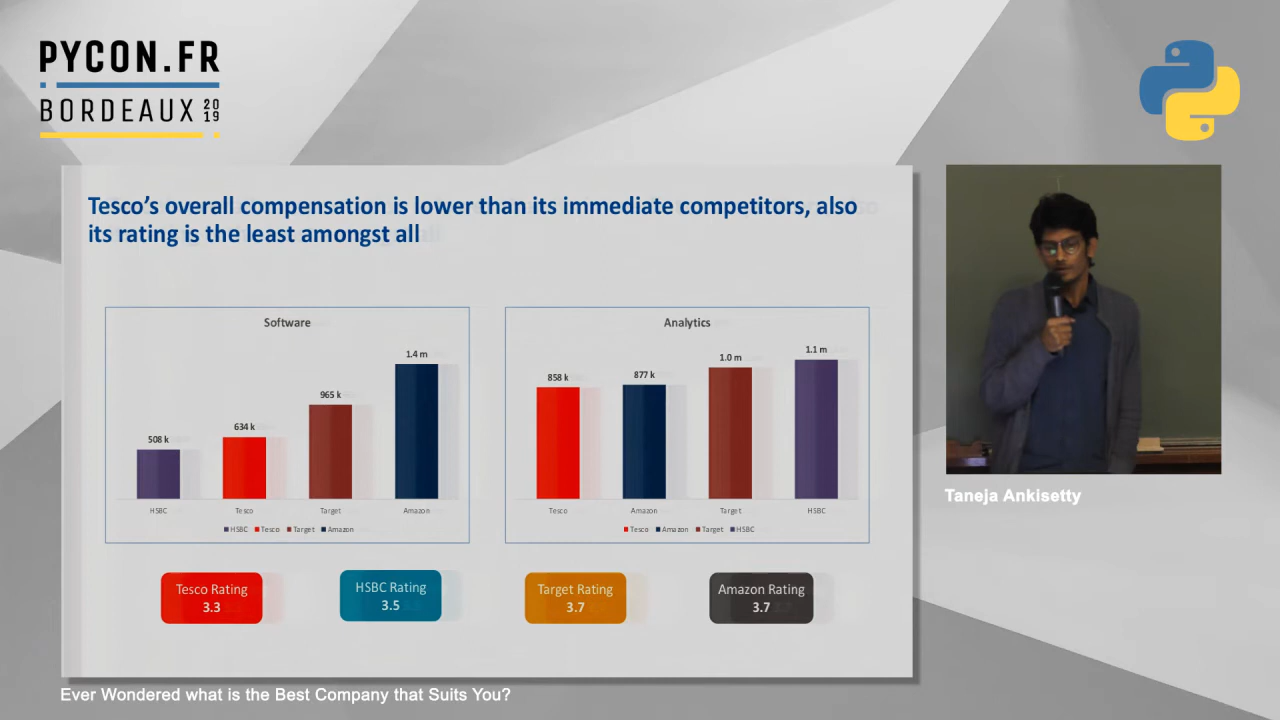 PYCON.FR
BORDEAUX 2019
Tesco's overall compensation is lower than its immediate competitors, also
its rating is the least amongst all
Software
1.4 m
965 k
634 k
508 k
HSBC Tesco Target Amazon
HSBC Tesco Target Amazon
Analytics
1.1 m
1.0 m
877 k
858 k
Tesco Amazon Target HSBC
Tesco Amazon Target HSBC
Tesco Rating
3.3
HSBC Rating
3.5
Target Rating
3.7
Amazon Rating
3.7
Taneja Ankisetty
Ever Wondered what is the Best Company that Suits You?